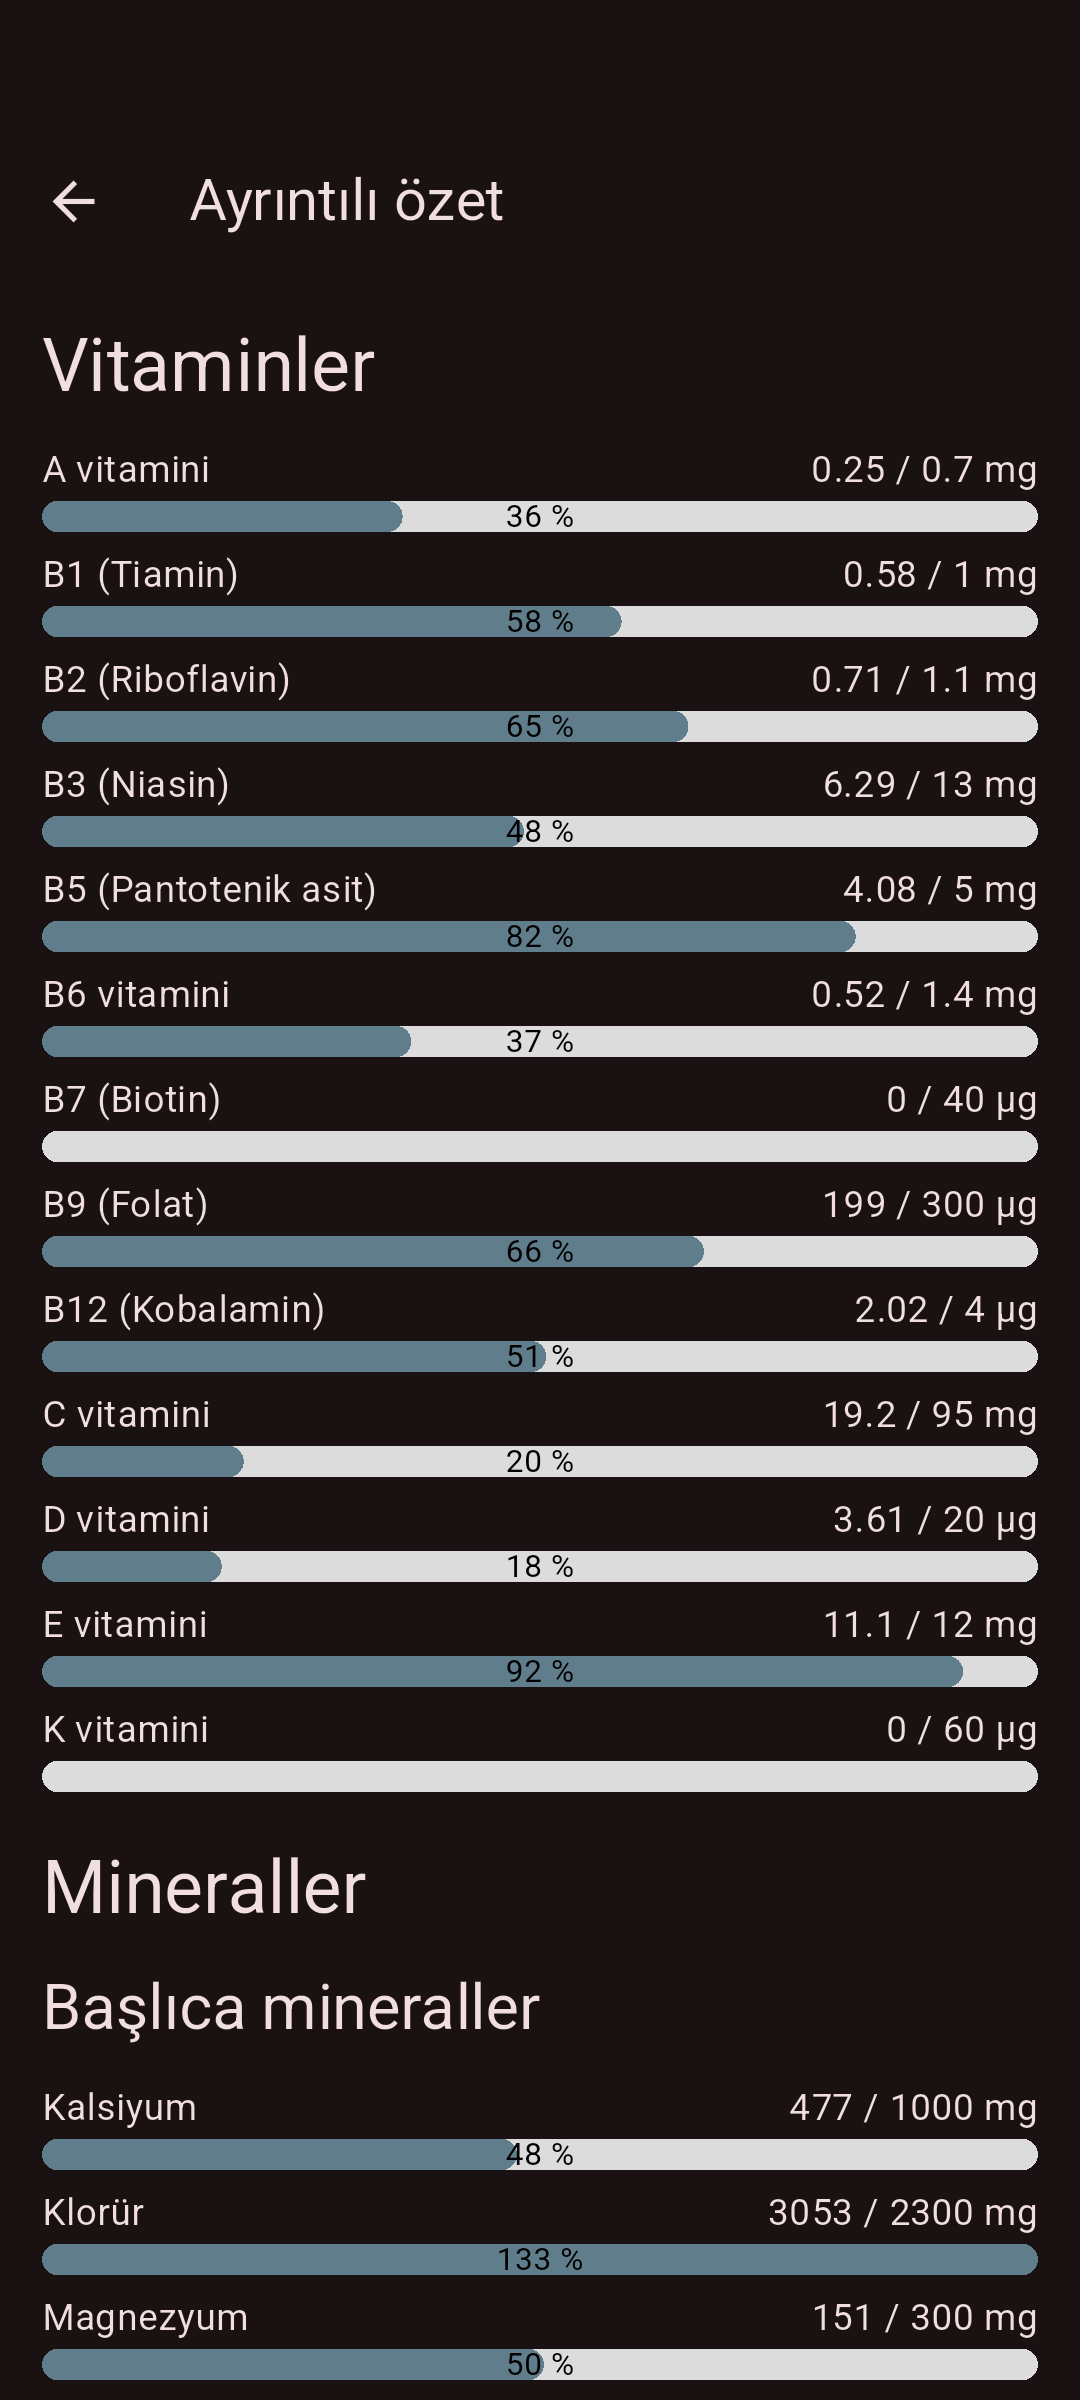 Ayrıntılı özet
Vitaminler
A vitamini 0.25 / 0.7 mg
36 %
B1 (Tiamin) 0.58 / 1 mg
58 %
B2 (Riboflavin) 0.71 / 1.1 mg
65 %
B3 (Niasin) 6.29 / 13 mg
48 %
B5 (Pantotenik asit) 4.08 / 5 mg
82 %
B6 vitamini 0.52 / 1.4 mg
37 %
B7 (Biotin) 0 / 40 µg
B9 (Folat) 199 / 300 µg
66 %
B12 (Kobalamin) 2.02 / 4 µg
51 %
C vitamini 19.2 / 95 mg
20 %
D vitamini 3.61 / 20 µg
18 %
E vitamini 11.1 / 12 mg
92 %
K vitamini 0 / 60 µg
Mineraller
Başlıca mineraller
Kalsiyum 477 / 1000 mg
48 %
Klorür 3053 / 2300 mg
133 %
Magnezyum 151 / 300 mg
50 %